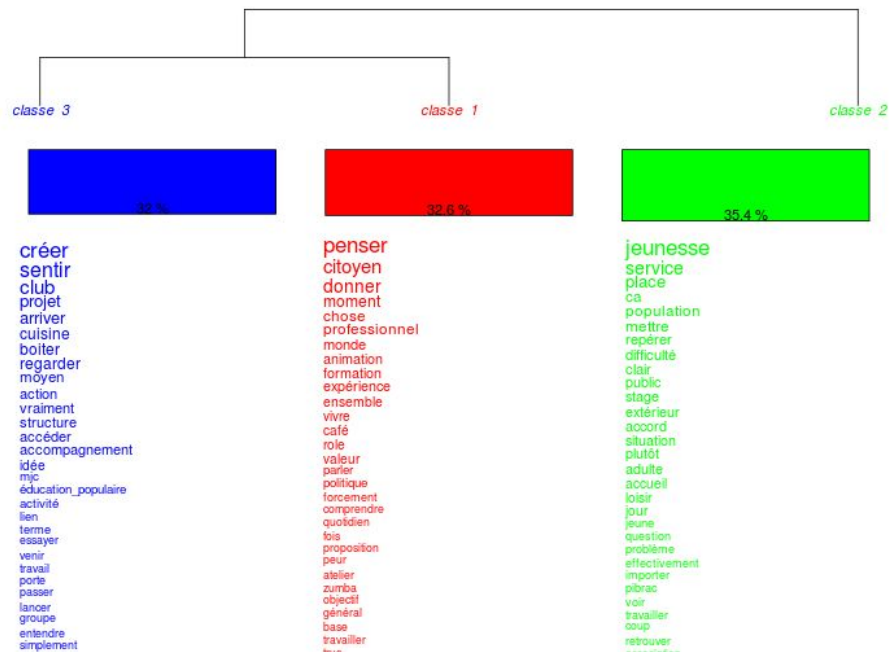 classe 3
classe 1
classe 2
32 %
32.6 %
35.4 %
créer
sentir
club
projet
arriver
cuisine
boiter
regarder
moyen
action
vraiment
structure
accéder
accompagnement
idée
mjc
éducation_populaire
activité
lien
terme
essayer
venir
travail
porte
passer
lancer
groupe
entendre
simplement
penser
citoyen
donner
moment
chose
professionnel
monde
animation
formation
expérience
ensemble
vivre
café
role
valeur
parler
politique
forcement
comprendre
quotidien
fois
proposition
peur
atelier
zumba
objectif
général
base
travailler
jeunesse
service
place
ca
population
mettre
repérer
difficulté
clair
public
stage
extérieur
accord
situation
plutôt
adulte
accueil
loisir
jour
jeune
question
problème
effectivement
importer
pibrac
voir
travailler
coup
retrouver